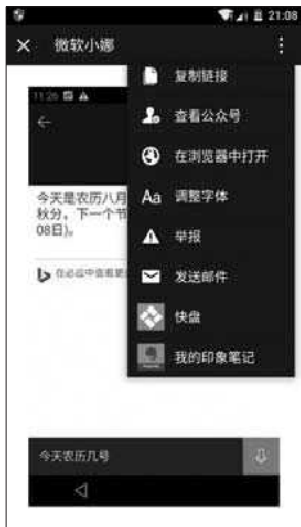 21:08
微软小娜
复制链接
11:26
查看公众号
在浏览器中打开
今天是农历八月
秋分，下一个节
08日)。
调整字体
举报
发送邮件
快盘
我的印象笔记
今天农历几号